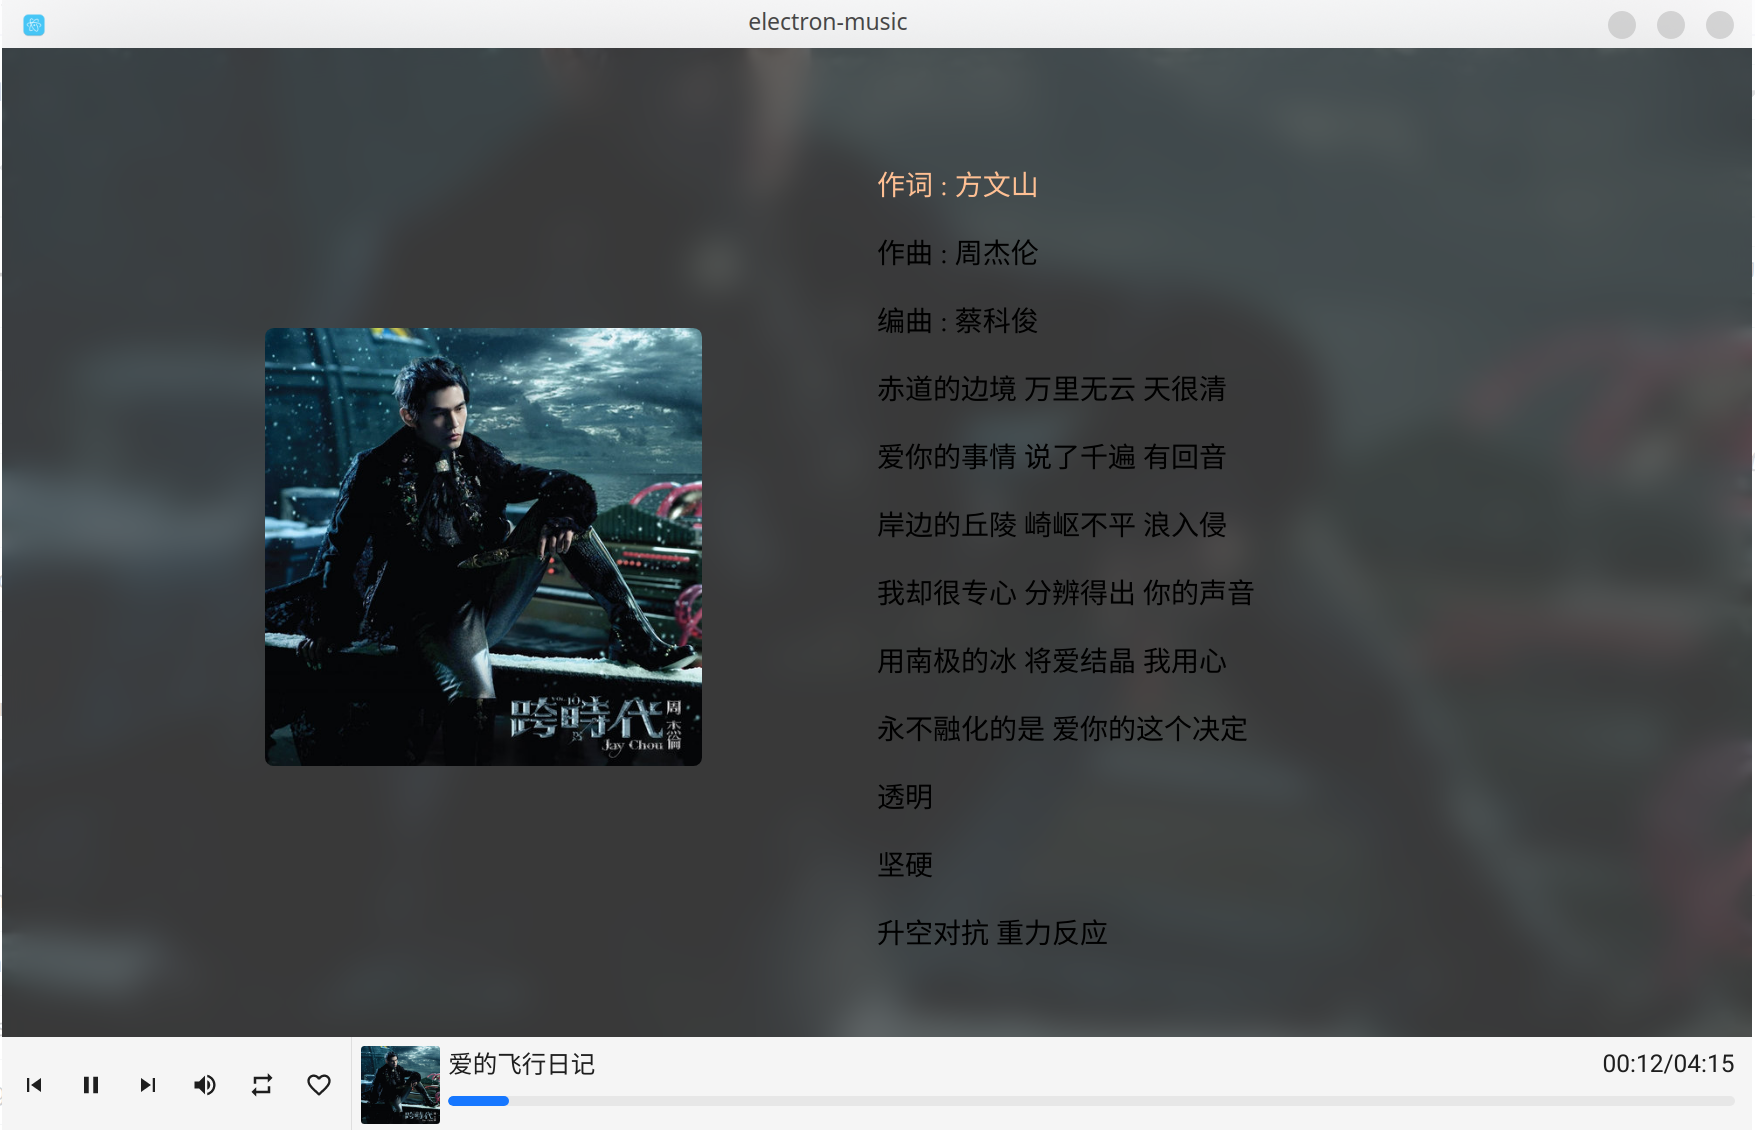 electron-music
作词 : 方文山
作曲 : 周杰伦
编曲 : 蔡科俊
赤道的边境 万里无云 天很清
爱你的事情 说了千遍 有回音
岸边的丘陵 崎岖不平 浪入侵
我却很专心 分辨得出 你的声音
用南极的冰 将爱结晶 我用心
永不融化的是 爱你的这个决定
透明
坚硬
升空对抗 重力反应
跨時代
周杰倫
Jay Chou
爱的飞行日记
00:12/04:15